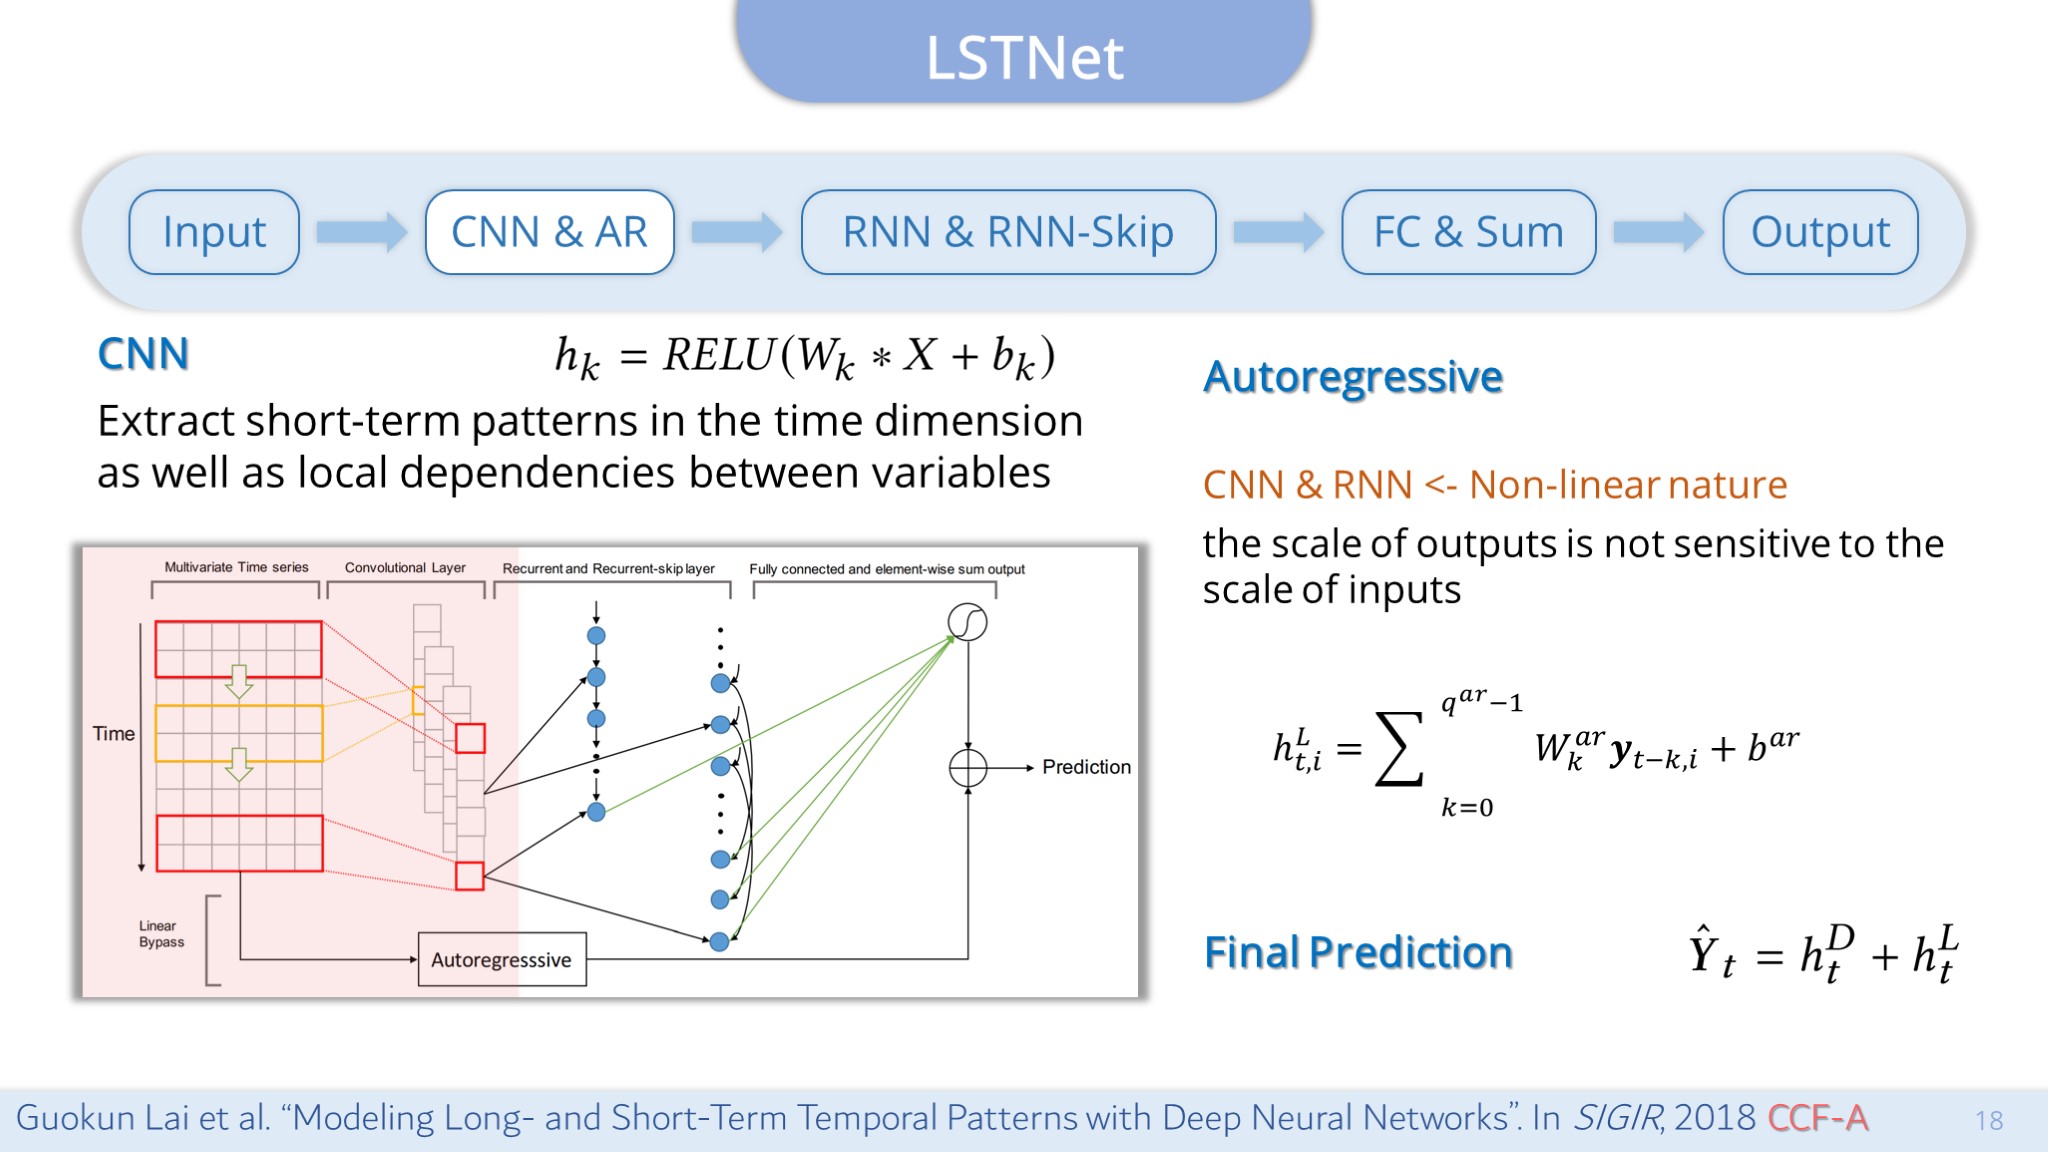 LSTNet
Input
CNN & AR
RNN & RNN-Skip
FC & Sum
Output
CNN
h_k = RELU(W_k * X + b_k)
Extract short-term patterns in the time dimension
as well as local dependencies between variables
Multivariate Time series
Convolutional Layer
Recurrent and Recurrent-skip layer
Fully connected and element-wise sum output
Time
Prediction
Linear
Bypass
Autoregresssive
Autoregressive
CNN & RNN <- Non-linear nature
the scale of outputs is not sensitive to the
scale of inputs
h_{t,i}^L = \sum_{k=0}^{q^{ar}-1} W_k^{ar} y_{t-k,i} + b^{ar}
Final Prediction
Ŷ_t = h_t^D + h_t^L
Guokun Lai et al. “Modeling Long- and Short-Term Temporal Patterns with Deep Neural Networks”. In SIGIR, 2018 CCF-A
18